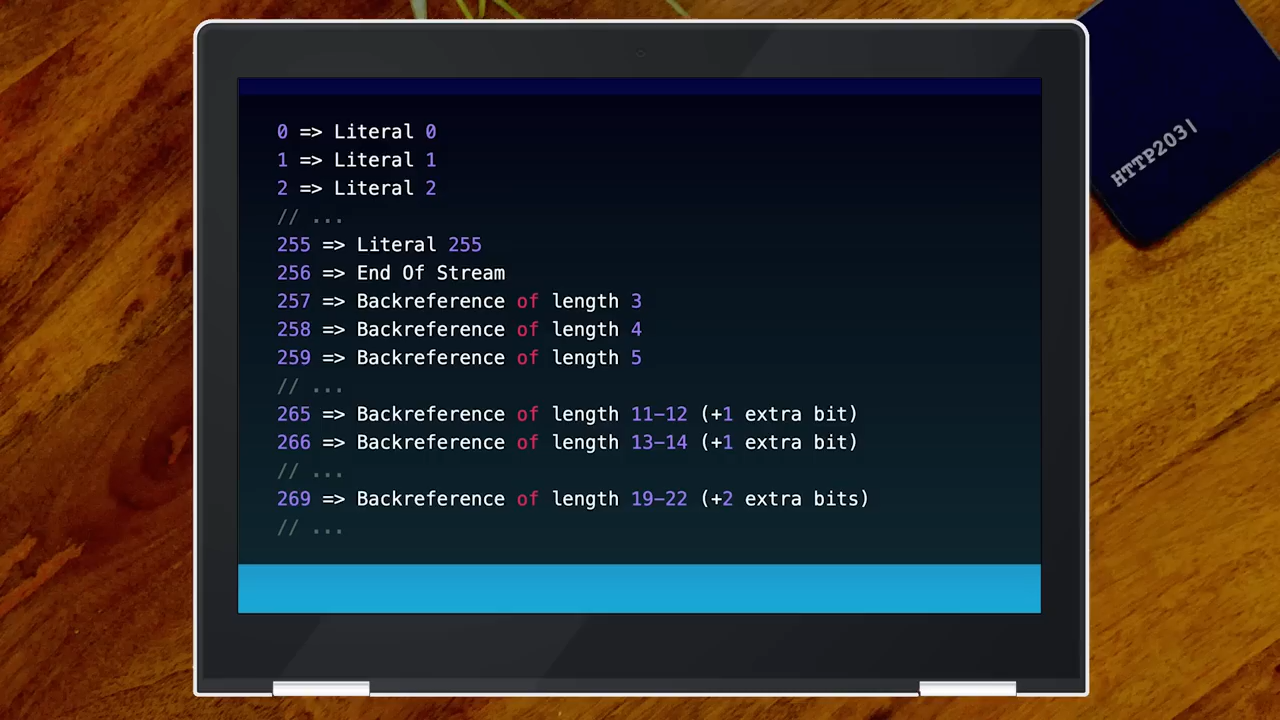 0 => Literal 0
1 => Literal 1
2 => Literal 2
// ...
255 => Literal 255
256 => End Of Stream
257 => Backreference of length 3
258 => Backreference of length 4
259 => Backreference of length 5
// ...
265 => Backreference of length 11–12 (+1 extra bit)
266 => Backreference of length 13–14 (+1 extra bit)
// ...
269 => Backreference of length 19–22 (+2 extra bits)
// ...
HTTP203|